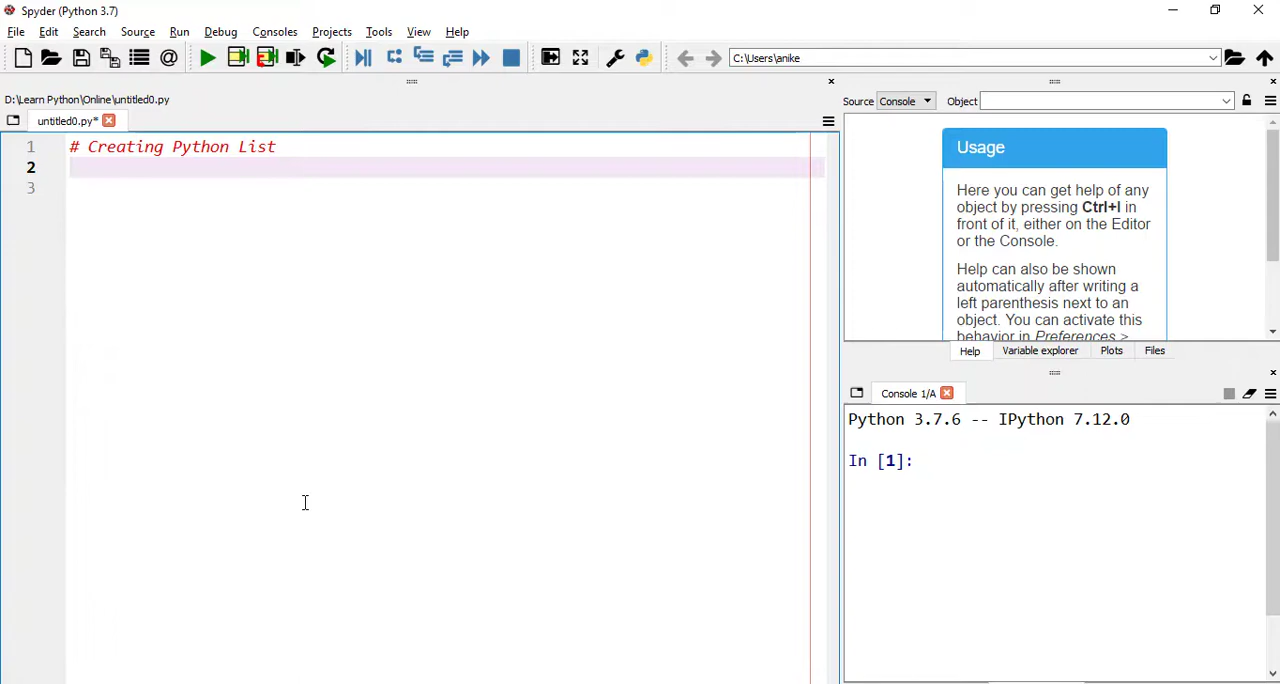 Spyder (Python 3.7)
File Edit Search Source Run Debug Consoles Projects Tools View Help
C:\Users\anike
D:\Learn Python\Online\untitled0.py
untitled0.py*
1 # Creating Python List
2
3
Source Console Object
Usage
Here you can get help of any
object by pressing Ctrl+I in
front of it, either on the Editor
or the Console.
Help can also be shown
automatically after writing a
left parenthesis next to an
object. You can activate this
behavior in Preferences >
Help Variable explorer Plots Files
Console 1/A
Python 3.7.6 -- IPython 7.12.0
In [1]: